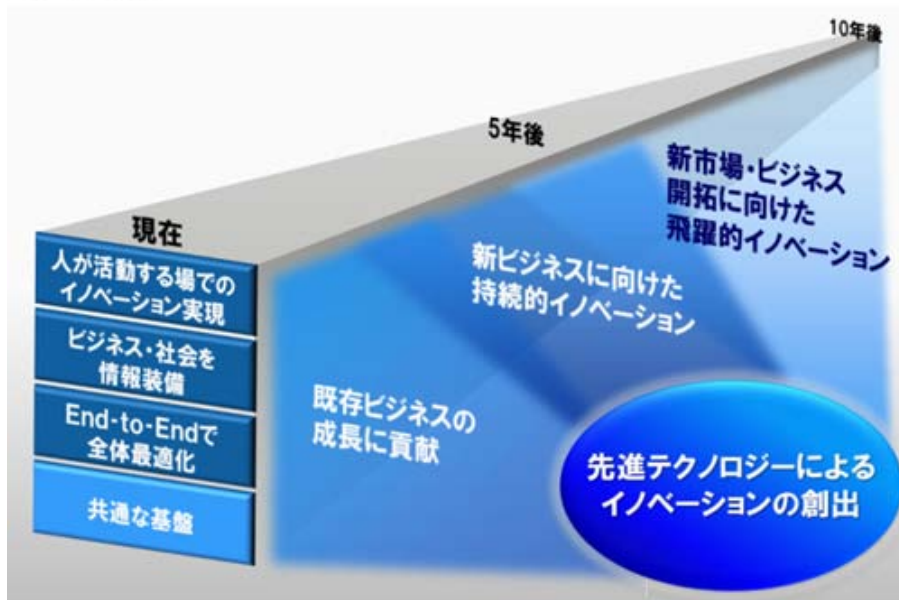 10年後
5年後
現在
人が活動する場での
イノベーション実現
ビジネス・社会を
情報装備
End-to-Endで
全体最適化
共通な基盤
既存ビジネスの
成長に貢献
新ビジネスに向けた
持続的イノベーション
新市場・ビジネス
開拓に向けた
飛躍的イノベーション
先進テクノロジーによる
イノベーションの創出